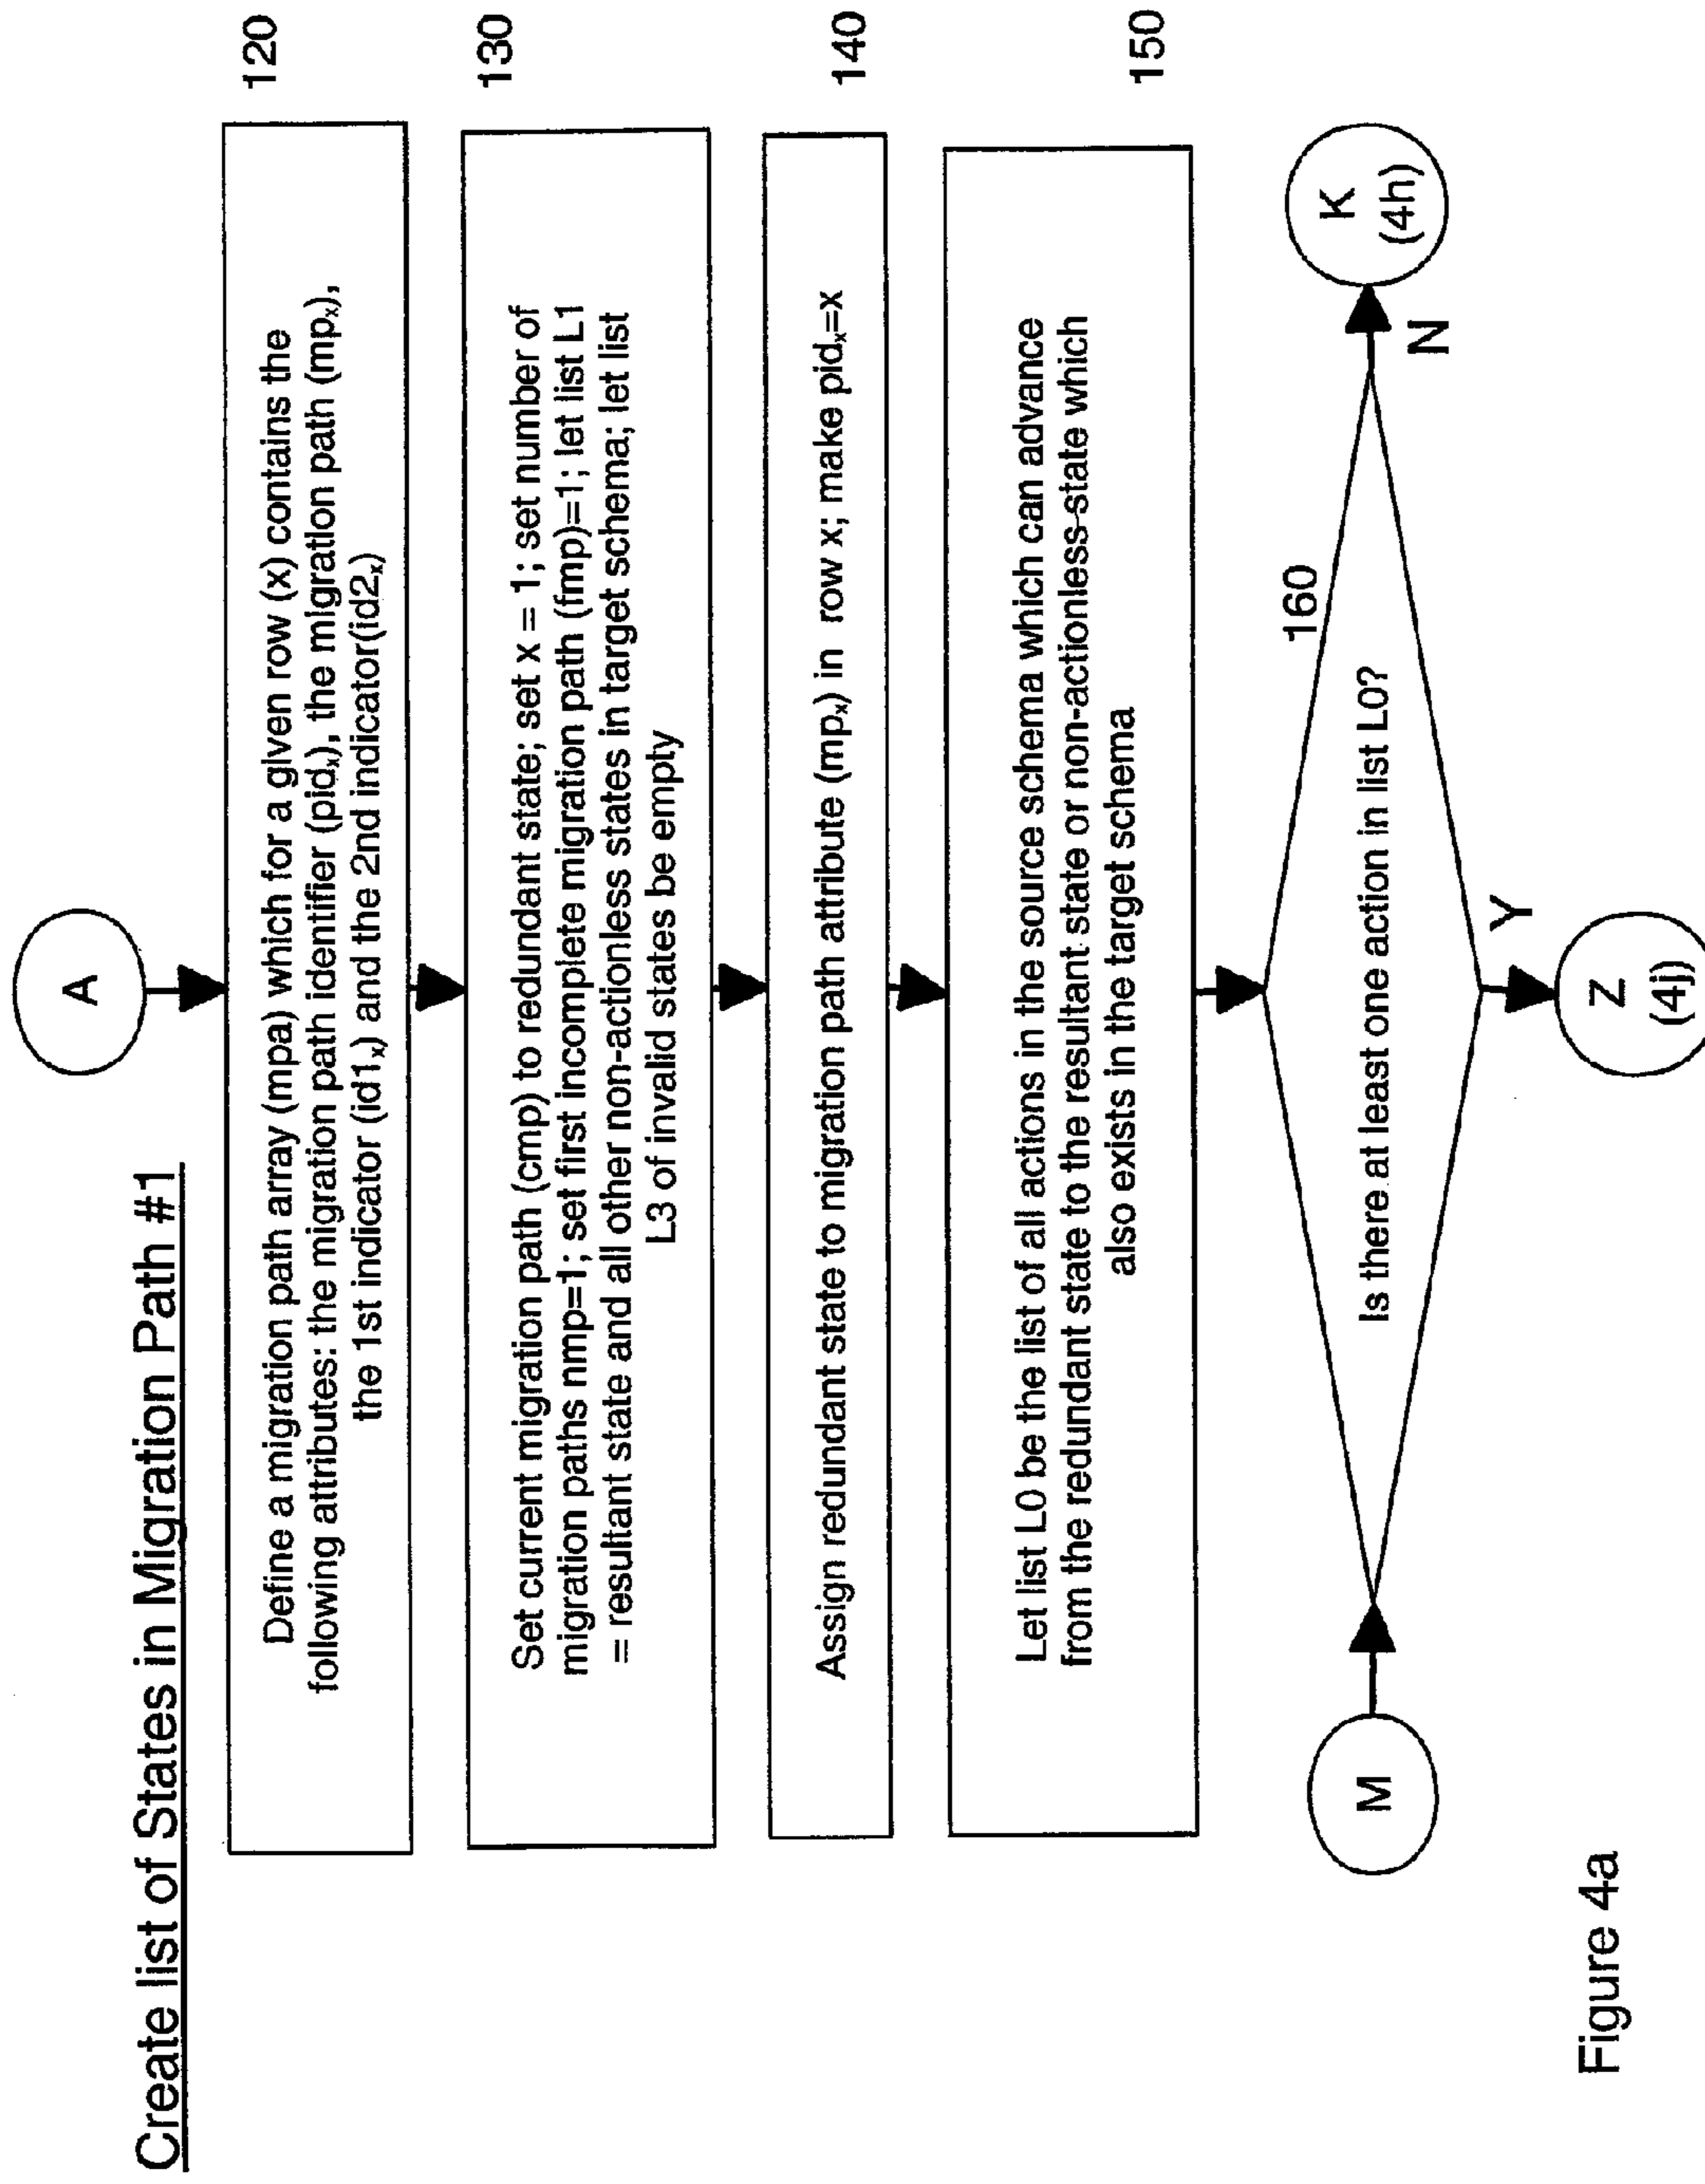 Create list of States in Migration Path #1
A
Define a migration path array (mpa) which for a given row (x) contains the
following attributes: the migration path identifier (pidₓ), the migration path (mpₓ),
the 1st indicator (id1ₓ) and the 2nd indicator(id2ₓ)
120
Set current migration path (cmp) to redundant state; set x = 1; set number of
migration paths nmp=1; set first incomplete migration path (fmp)=1; let list L1
= resultant state and all other non-actionless states in target schema; let list
L3 of invalid states be empty
130
Assign redundant state to migration path attribute (mpₓ) in row x; make pidₓ=x
140
Let list L0 be the list of all actions in the source schema which can advance
from the redundant state to the resultant state or non-actionless state which
also exists in the target schema
150
M
Is there at least one action in list L0?
160
N
K
(4h)
Y
Z
(4j)
Figure 4a